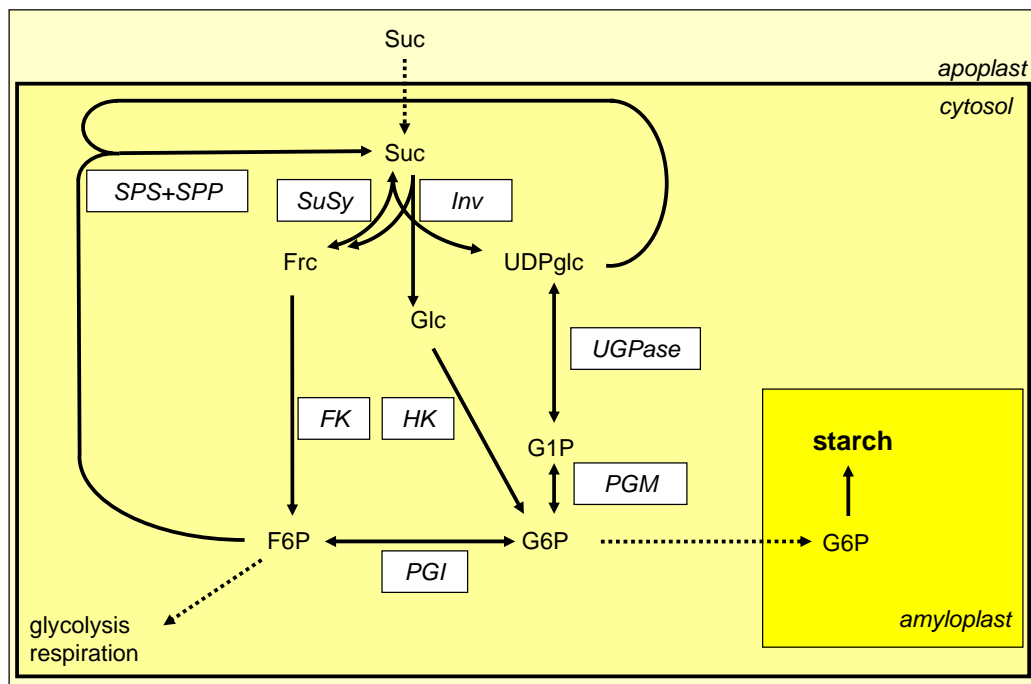 Suc
apoplast
cytosol
Suc
SPS+SPP
SuSy
Inv
Frc
UDPglc
Glc
UGPase
FK
HK
G1P
starch
PGM
F6P
G6P
G6P
PGI
glycolysis
respiration
amyloplast